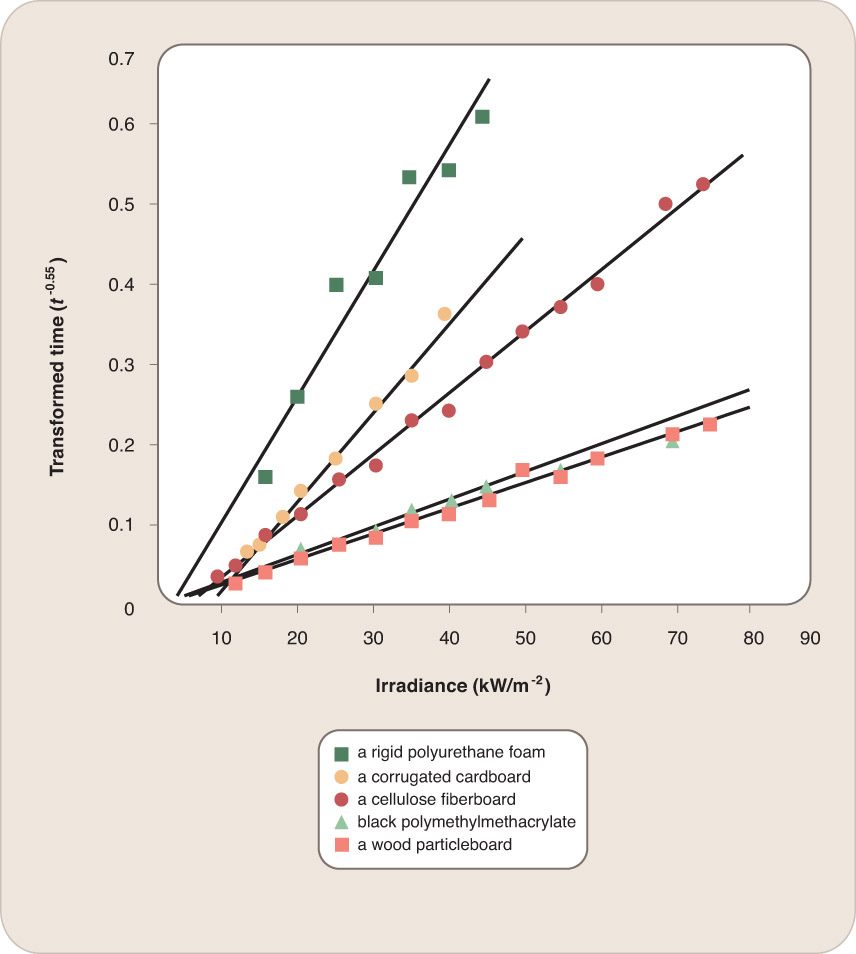 0.7
0.6
0.5
0.4
0.3
0.2
0.1
0
Transformed time (t -0.55)
10 20 30 40 50 60 70 80 90
Irradiance (kW/m -2)
a rigid polyurethane foam
a corrugated cardboard
a cellulose fiberboard
black polymethylmethacrylate
a wood particleboard